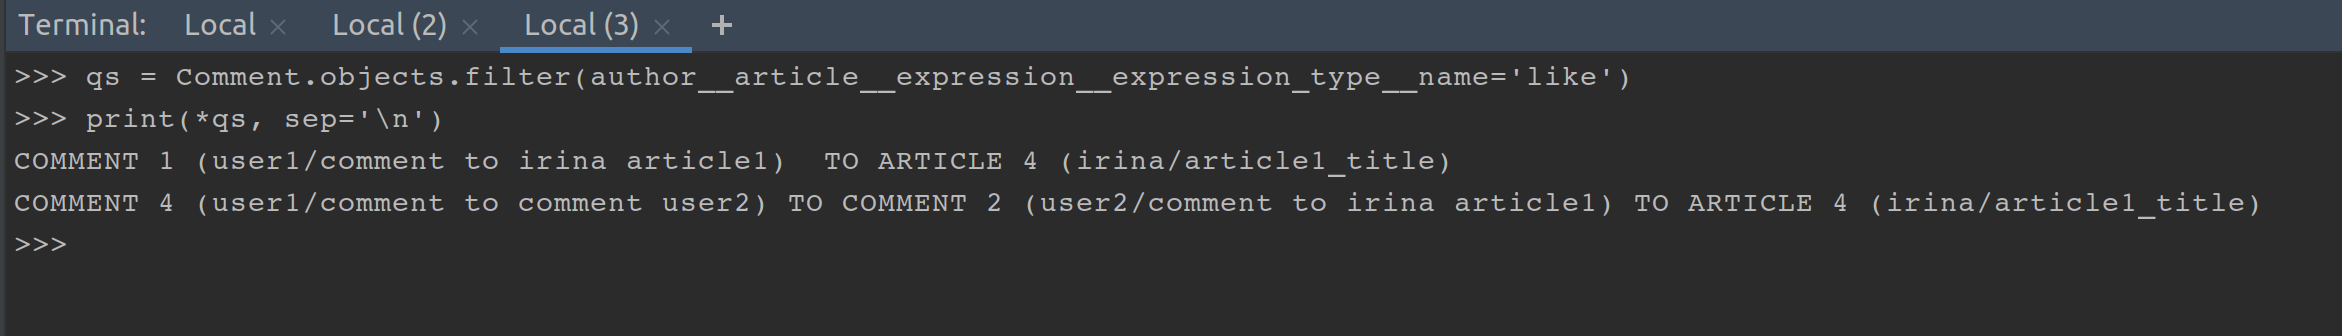 Terminal: Local × Local (2) × Local (3) × +
>>> qs = Comment.objects.filter(author__article__expression__expression_type__name='like')
>>> print(*qs, sep='\n')
COMMENT 1 (user1/comment to irina article1)  TO ARTICLE 4 (irina/article1_title)
COMMENT 4 (user1/comment to comment user2) TO COMMENT 2 (user2/comment to irina article1) TO ARTICLE 4 (irina/article1_title)
>>>